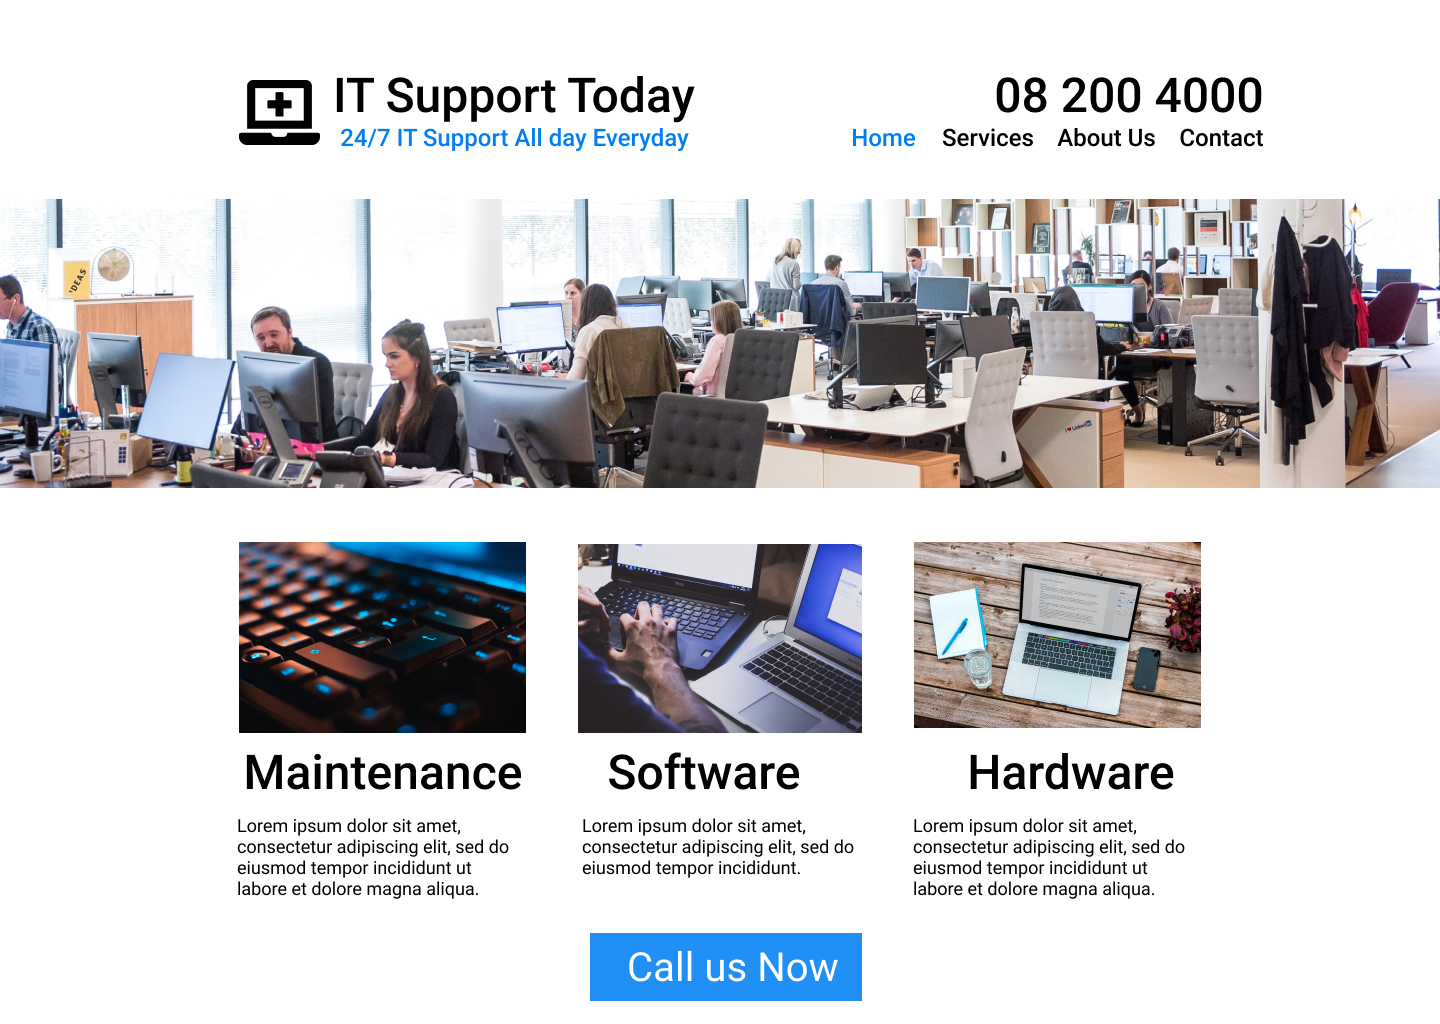 IT Support Today
24/7 IT Support All day Everyday
08 200 4000
Home Services About Us Contact
'DEAS
I ❤ Linked in
Maintenance
Lorem ipsum dolor sit amet,
consectetur adipiscing elit, sed do
eiusmod tempor incididunt ut
labore et dolore magna aliqua.
Software
Lorem ipsum dolor sit amet,
consectetur adipiscing elit, sed do
eiusmod tempor incididunt.
Hardware
Lorem ipsum dolor sit amet,
consectetur adipiscing elit, sed do
eiusmod tempor incididunt ut
labore et dolore magna aliqua.
Call us Now